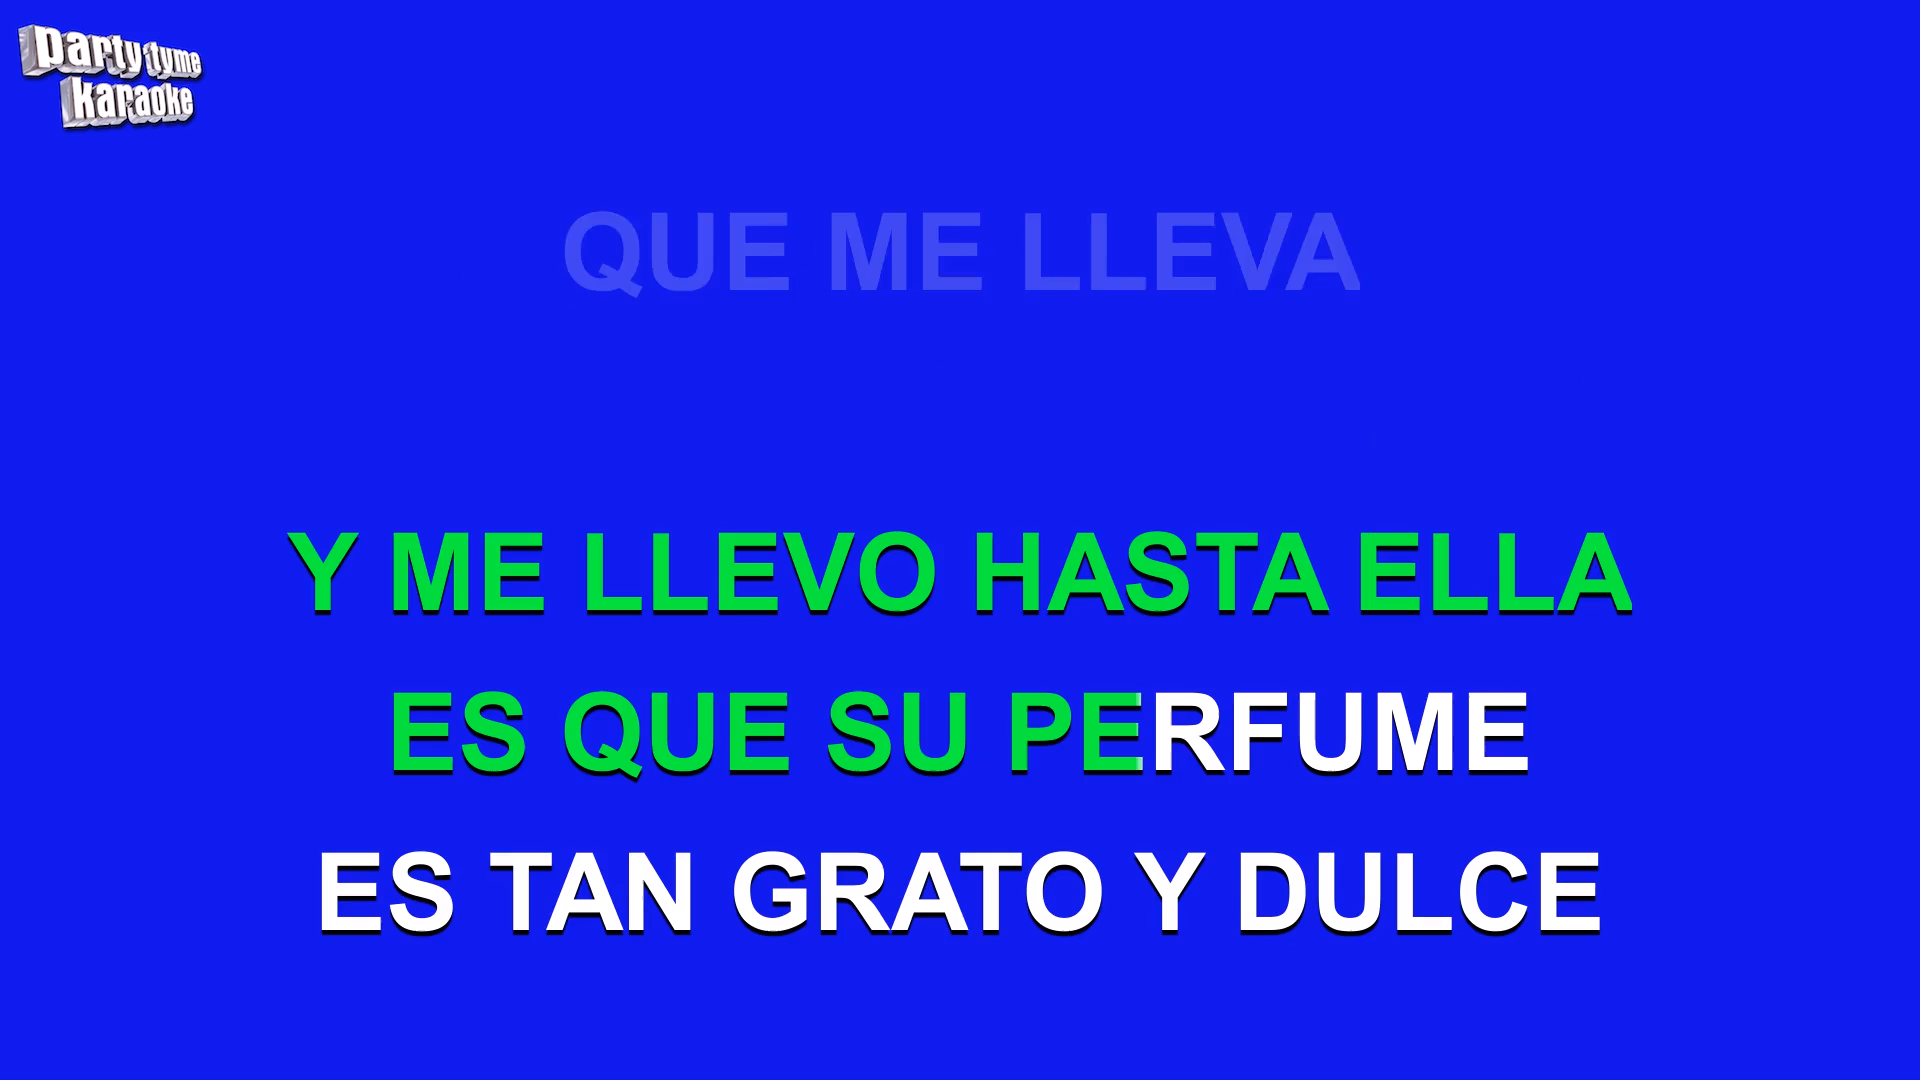 party tyme
karaoke
QUE ME LLEVA
Y ME LLEVO HASTA ELLA
ES QUE SU PERFUME
ES TAN GRATO Y DULCE